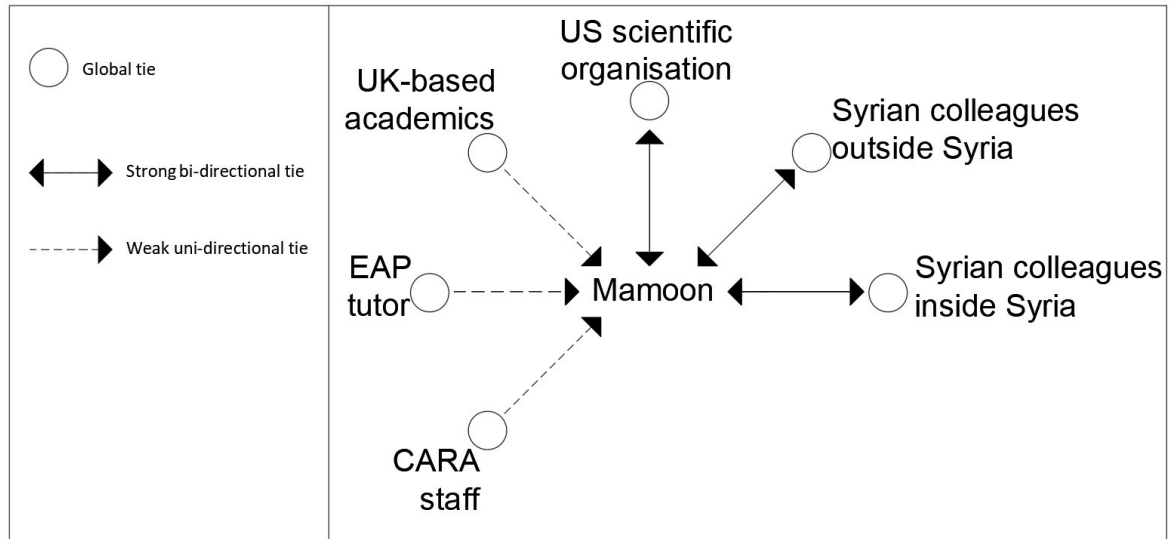 Global tie
Strong bi-directional tie
Weak uni-directional tie
US scientific
organisation
UK-based
academics
Syrian colleagues
outside Syria
EAP
tutor
Mamoon
Syrian colleagues
inside Syria
CARA
staff